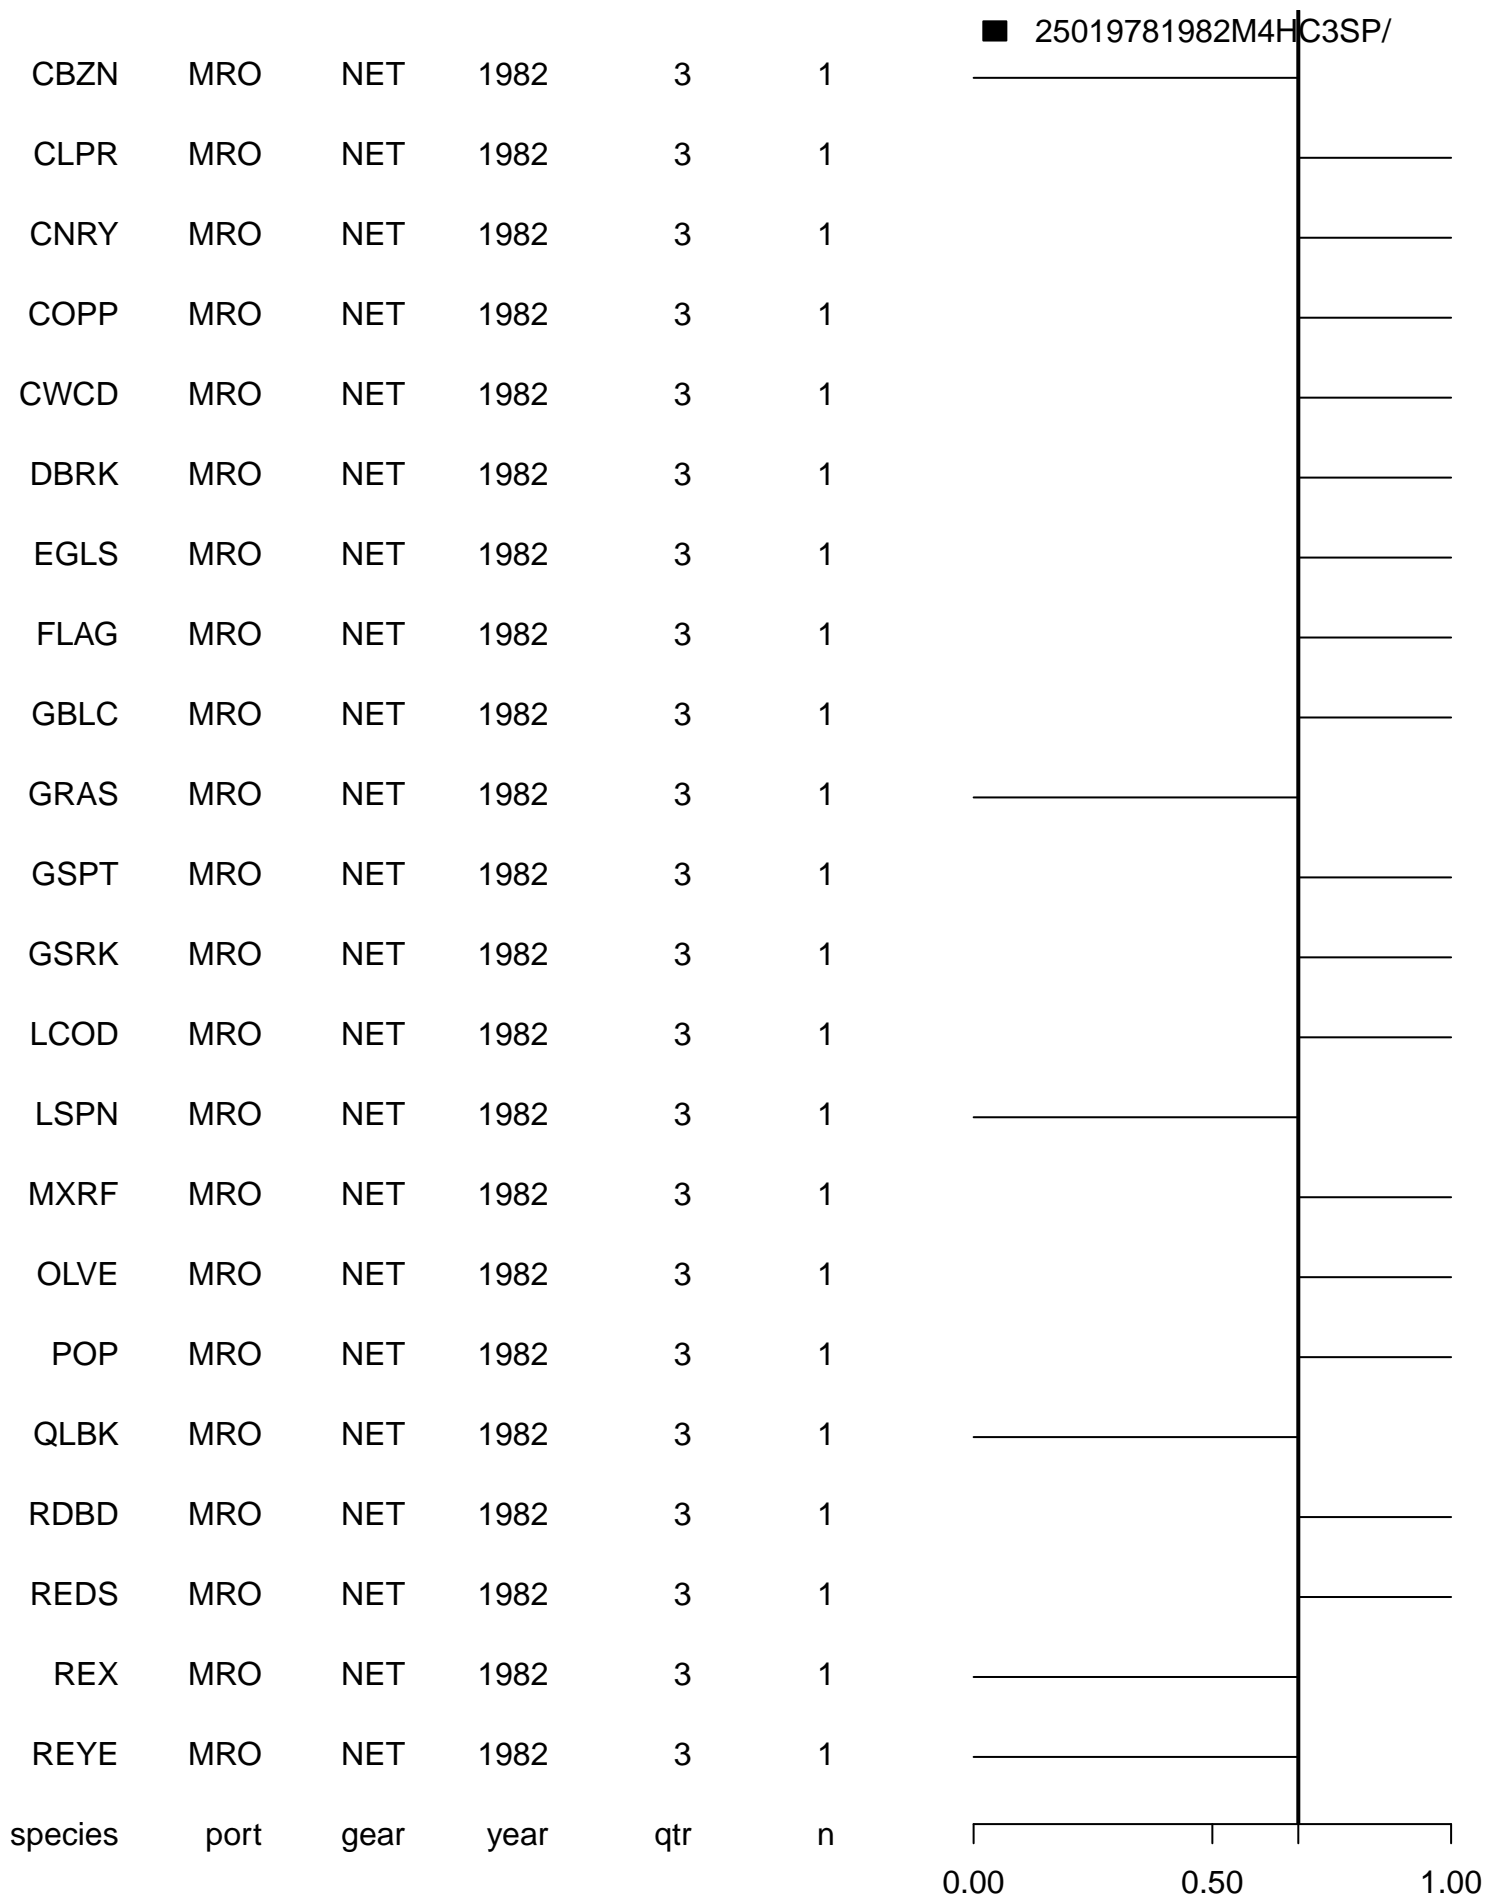 25019781982M4HC3SP/
CBZN MRO NET 1982 3 1
CLPR MRO NET 1982 3 1
CNRY MRO NET 1982 3 1
COPP MRO NET 1982 3 1
CWCD MRO NET 1982 3 1
DBRK MRO NET 1982 3 1
EGLS MRO NET 1982 3 1
FLAG MRO NET 1982 3 1
GBLC MRO NET 1982 3 1
GRAS MRO NET 1982 3 1
GSPT MRO NET 1982 3 1
GSRK MRO NET 1982 3 1
LCOD MRO NET 1982 3 1
LSPN MRO NET 1982 3 1
MXRF MRO NET 1982 3 1
OLVE MRO NET 1982 3 1
POP MRO NET 1982 3 1
QLBK MRO NET 1982 3 1
RDBD MRO NET 1982 3 1
REDS MRO NET 1982 3 1
REX MRO NET 1982 3 1
REYE MRO NET 1982 3 1
species port gear year qtr n
0.00 0.50 1.00